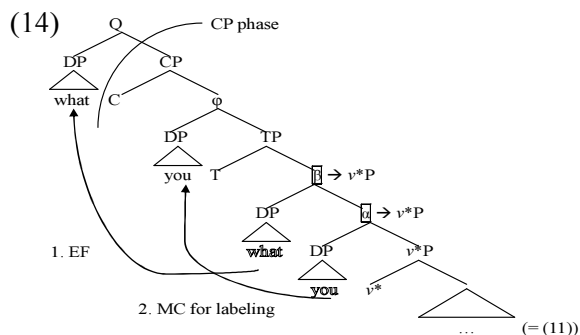 (14)
Q
CP phase
DP CP
what C φ
DP TP
you T β → v*P
DP α → v*P
1. EF what DP v*P
2. MC for labeling you v*
… (= (11))